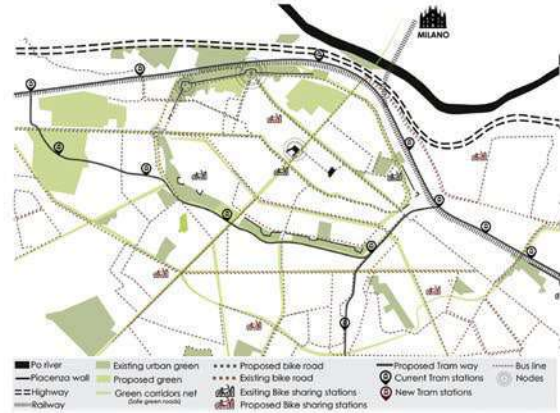 MILANO
Po river
Existing urban green
Proposed bike road
Proposed Tram way
Bus line
Piacenza wall
Proposed green
Existing bike road
Current Tram stations
Nodes
Highway
Green corridors net
Exsiting Bike sharing stations
New Tram stations
Railway
(Safe green roads)
Proposed Bike sharing stations